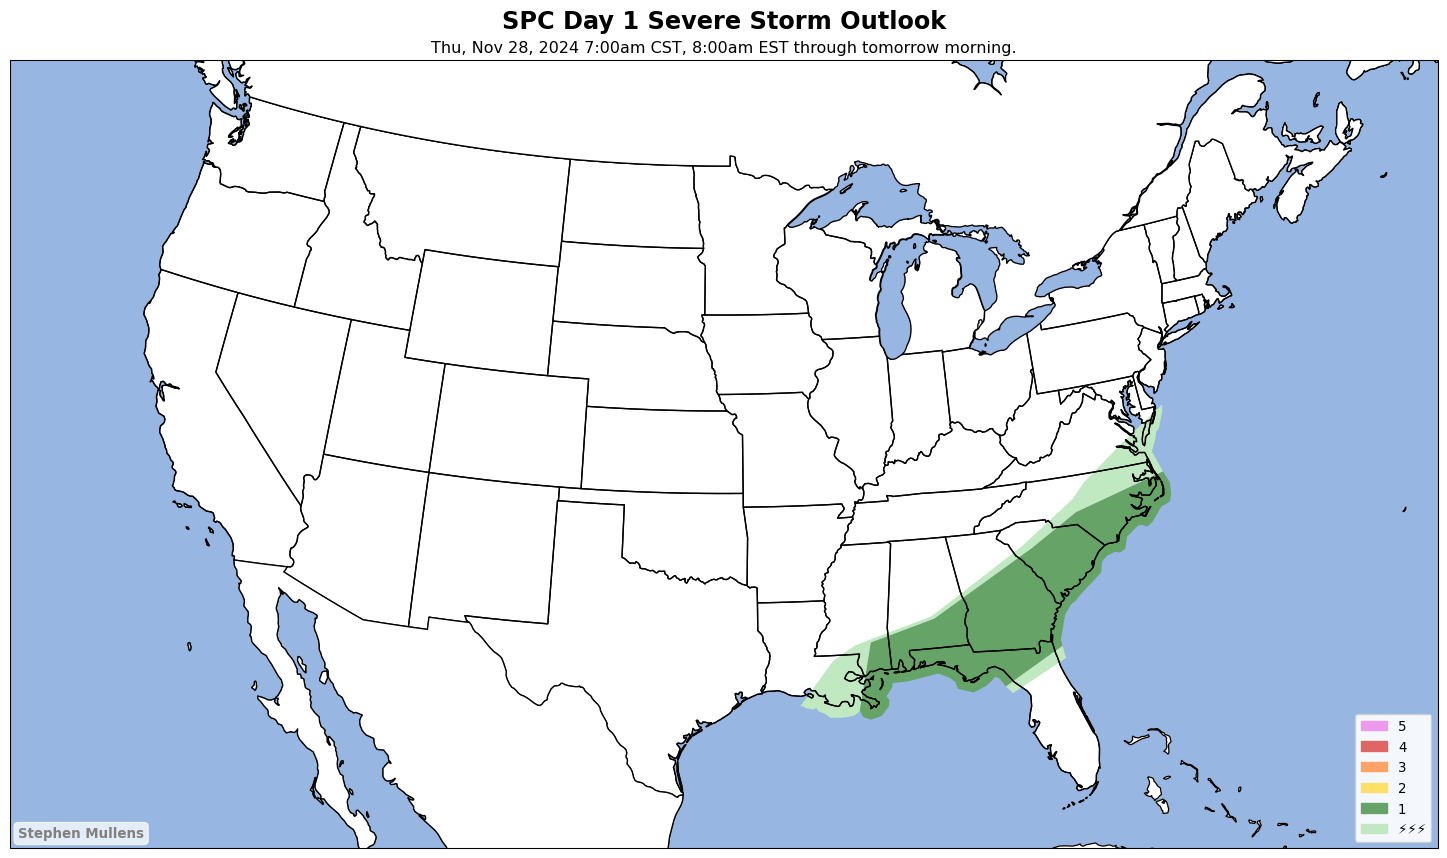 SPC Day 1 Severe Storm Outlook
Thu, Nov 28, 2024 7:00am CST, 8:00am EST through tomorrow morning.
5
4
3
2
1
⚡⚡⚡
Stephen Mullens